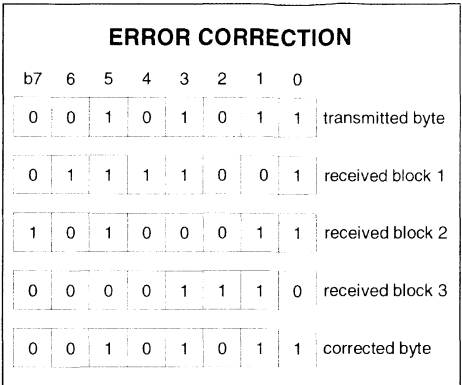 ERROR CORRECTION
b7 6 5 4 3 2 1 0
0 0 1 0 1 0 1 1 transmitted byte
0 1 1 1 1 0 0 1 received block 1
1 0 1 0 0 0 1 1 received block 2
0 0 0 0 1 1 1 0 received block 3
0 0 1 0 1 0 1 1 corrected byte